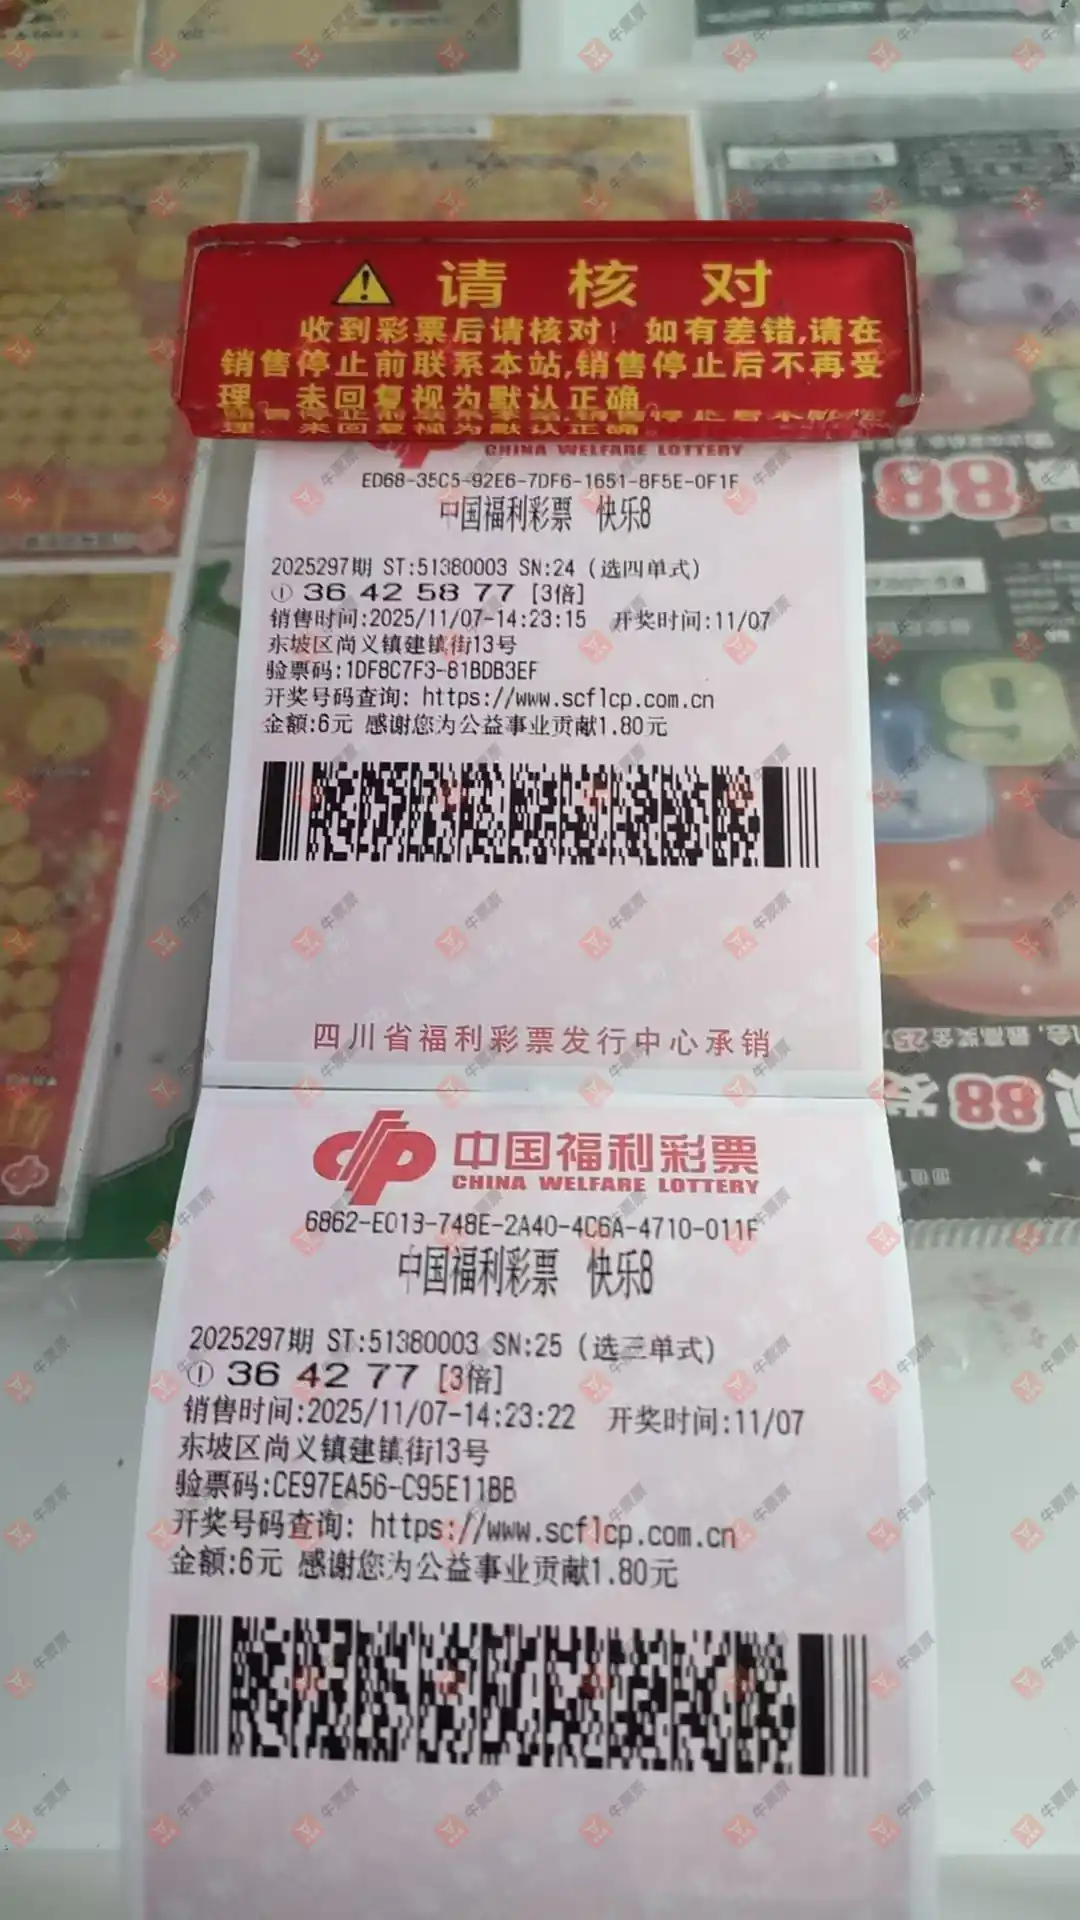 请 核 对
收到彩票后请核对！如有差错,请在
销售停止前联系本站,销售停止后不再受
理。未回复视为默认正确。
CHINA WELFARE LOTTERY
ED68-35C5-92E6-7DF6-1651-8F5E-0F1F
中国福利彩票 快乐8
2025297期 ST:51380003 SN:24 (选四单式)
① 36 42 58 77 [3倍]
销售时间:2025/11/07-14:23:15 开奖时间:11/07
东坡区尚义镇建镇街13号
验票码:1DF8C7F3-81BDB3EF
开奖号码查询: https://www.scflcp.com.cn
金额:6元 感谢您为公益事业贡献1.80元
四川省福利彩票发行中心承销
中国福利彩票
CHINA WELFARE LOTTERY
6862-E013-748E-2A40-4C6A-4710-011F
中国福利彩票 快乐8
2025297期 ST:51380003 SN:25 (选三单式)
① 36 42 77 [3倍]
销售时间:2025/11/07-14:23:22 开奖时间:11/07
东坡区尚义镇建镇街13号
验票码:CE97EA56-C95E11BB
开奖号码查询: https://www.scflcp.com.cn
金额:6元 感谢您为公益事业贡献1.80元
88
牛票票